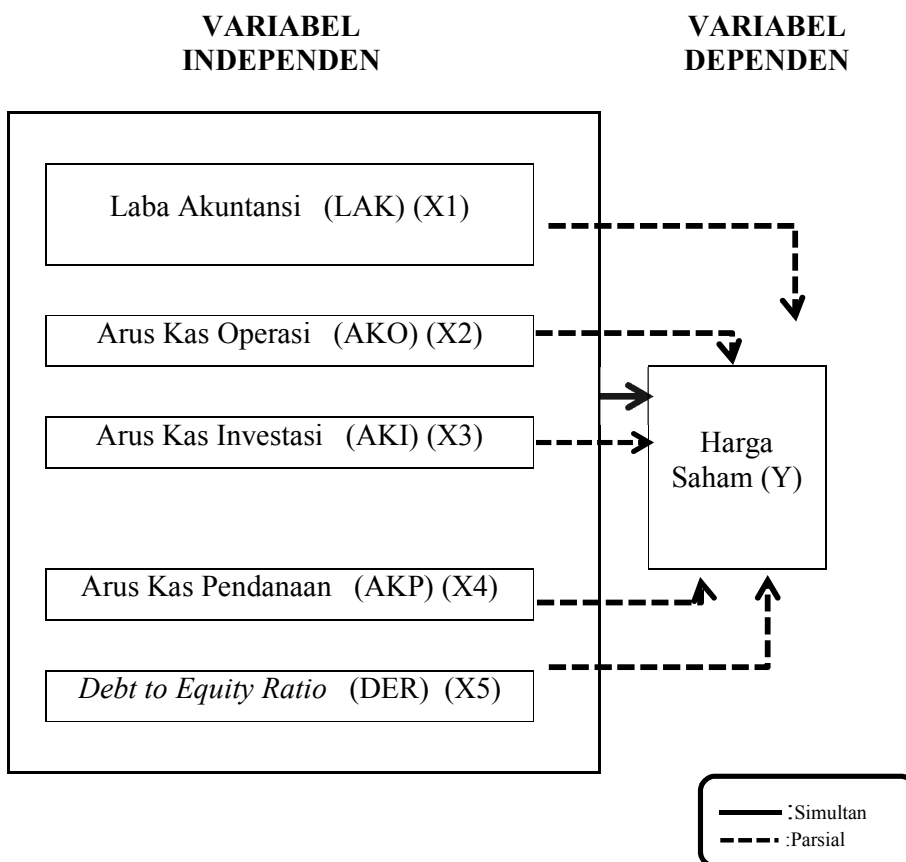 VARIABEL
INDEPENDEN
VARIABEL
DEPENDEN
Laba Akuntansi (LAK) (X1)
Arus Kas Operasi (AKO) (X2)
Arus Kas Investasi (AKI) (X3)
Harga
Saham (Y)
Arus Kas Pendanaan (AKP) (X4)
Debt to Equity Ratio (DER) (X5)
:Simultan
:Parsial